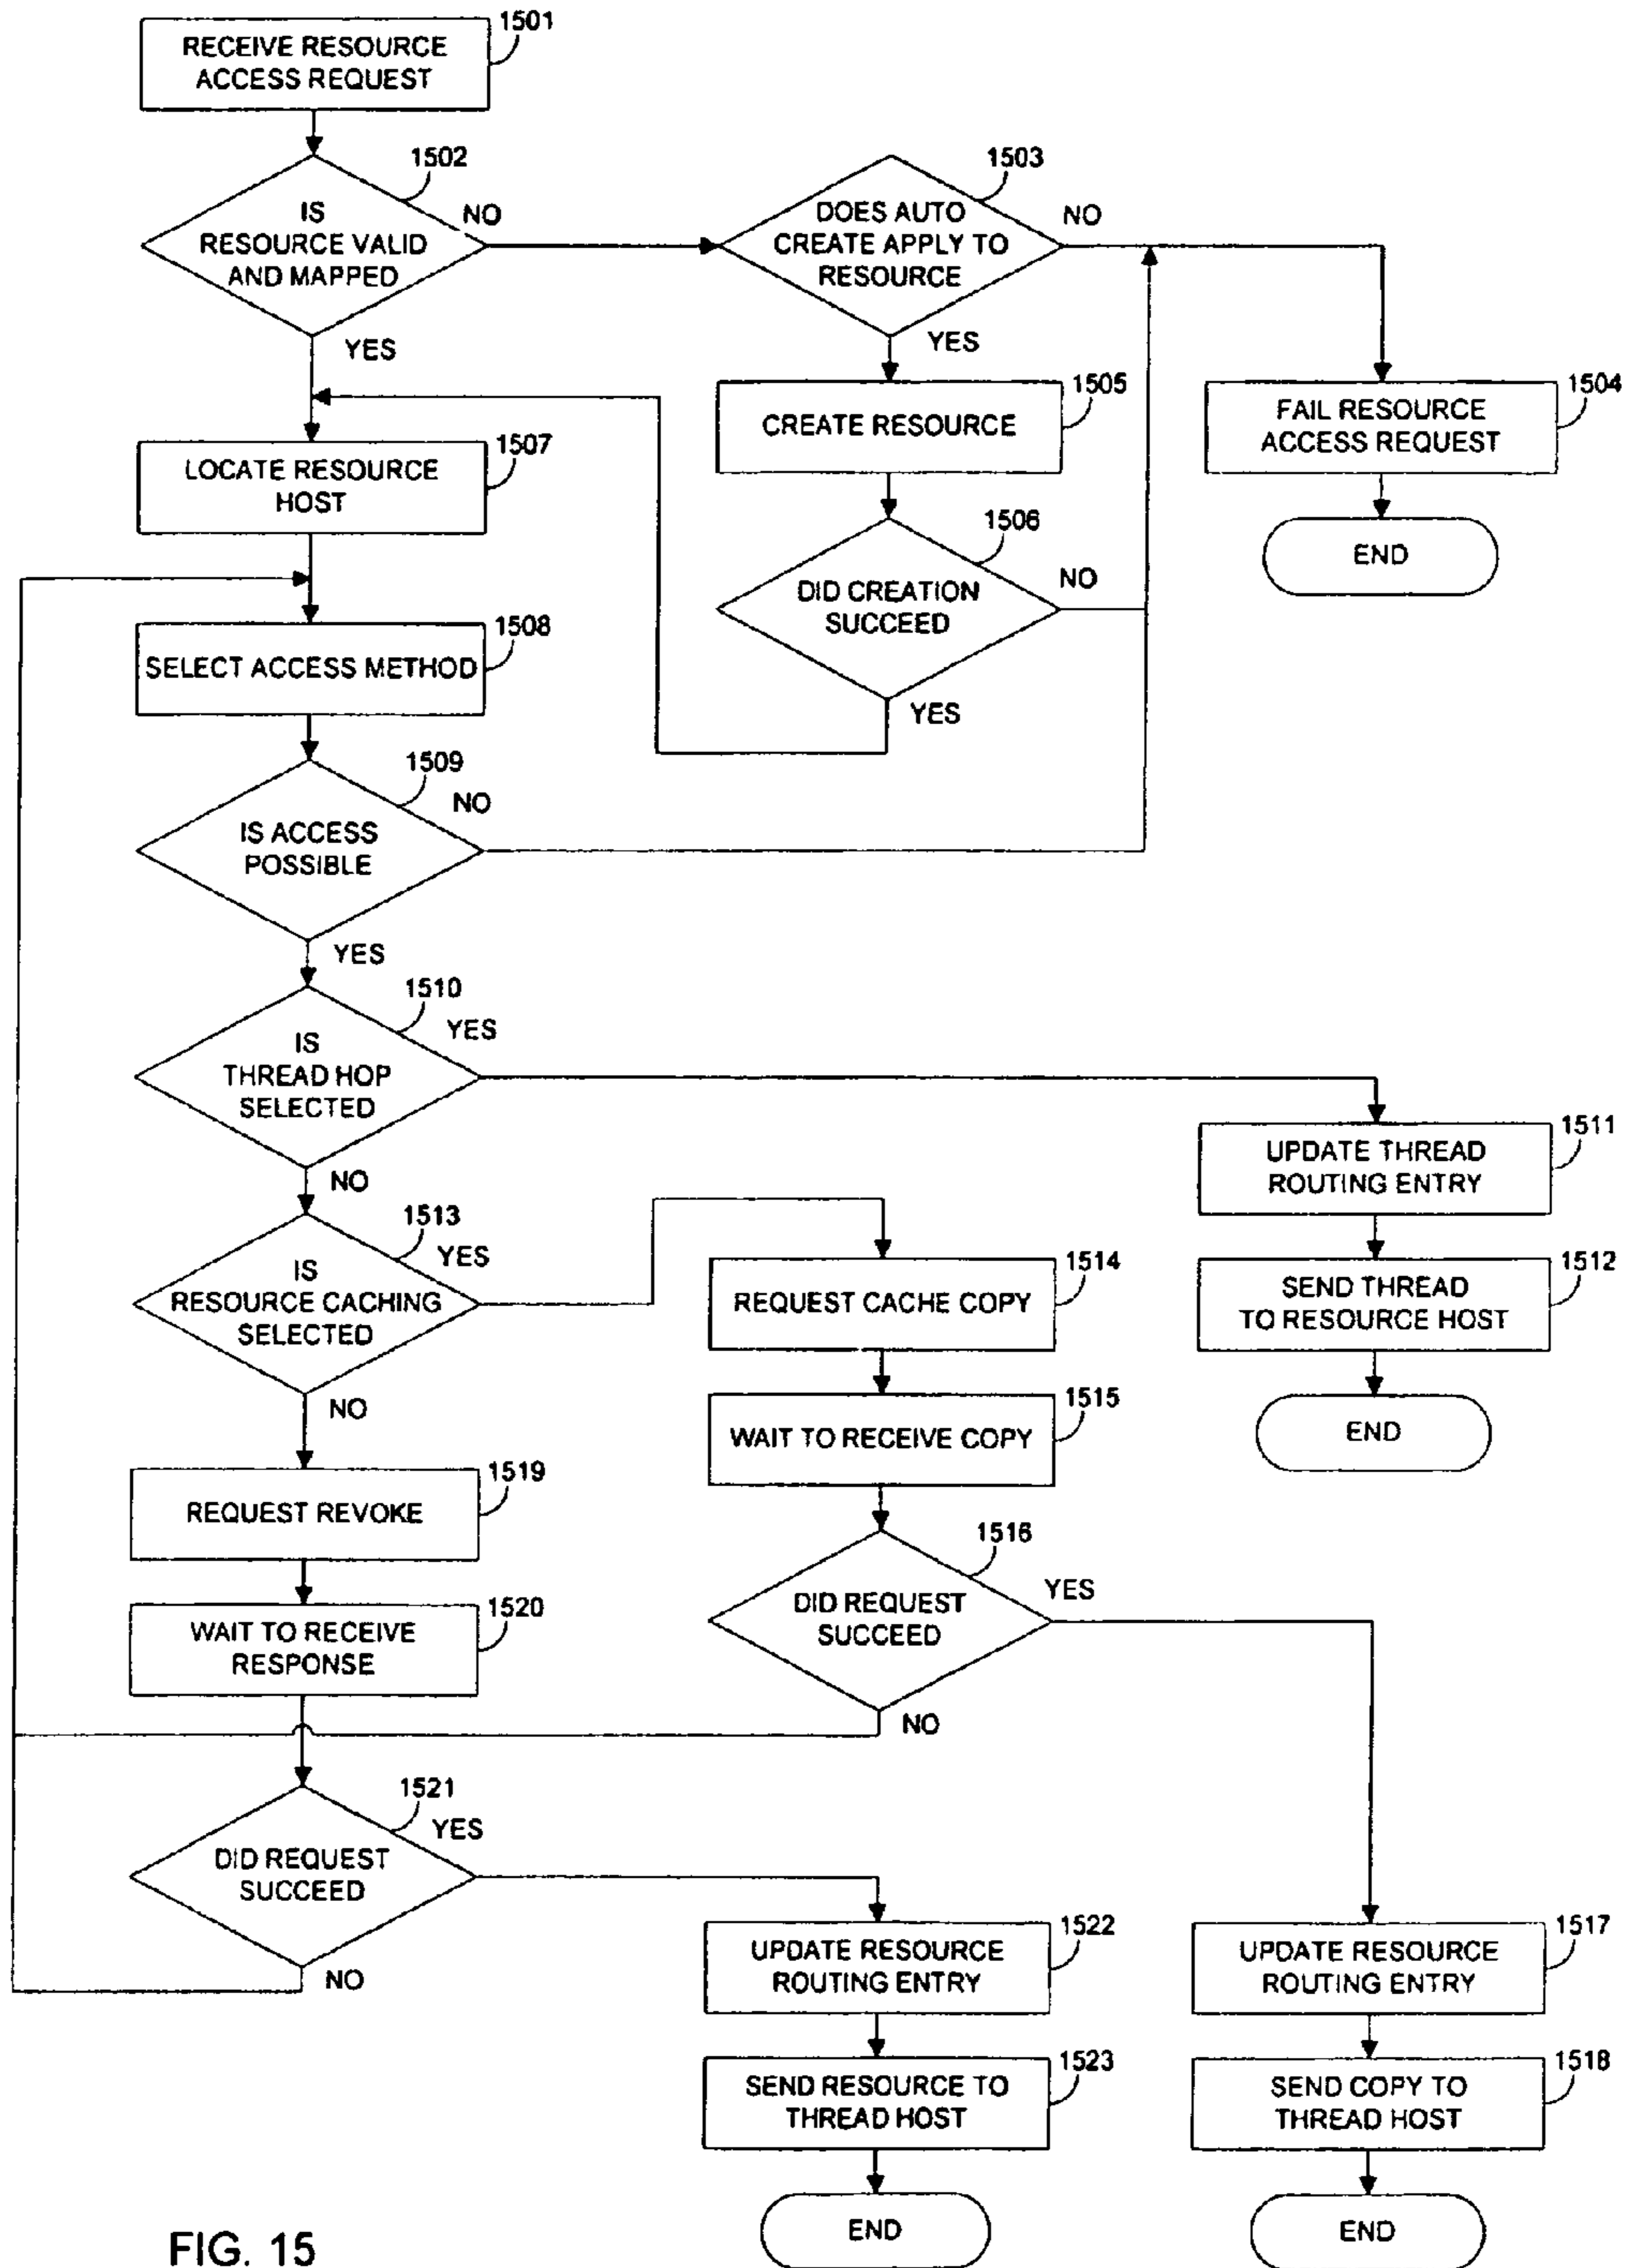 1501
RECEIVE RESOURCE
ACCESS REQUEST
1502
IS
RESOURCE VALID
AND MAPPED
NO
YES
1503
DOES AUTO
CREATE APPLY TO
RESOURCE
NO
YES
1504
FAIL RESOURCE
ACCESS REQUEST
END
1505
CREATE RESOURCE
1506
DID CREATION
SUCCEED
NO
YES
1507
LOCATE RESOURCE
HOST
1508
SELECT ACCESS METHOD
1509
IS ACCESS
POSSIBLE
NO
YES
1510
IS
THREAD HOP
SELECTED
YES
NO
1511
UPDATE THREAD
ROUTING ENTRY
1512
SEND THREAD
TO RESOURCE HOST
END
1513
IS
RESOURCE CACHING
SELECTED
YES
NO
1514
REQUEST CACHE COPY
1515
WAIT TO RECEIVE COPY
1516
DID REQUEST
SUCCEED
YES
NO
1519
REQUEST REVOKE
1520
WAIT TO RECEIVE
RESPONSE
1521
DID REQUEST
SUCCEED
YES
NO
1522
UPDATE RESOURCE
ROUTING ENTRY
1523
SEND RESOURCE TO
THREAD HOST
END
1517
UPDATE RESOURCE
ROUTING ENTRY
1518
SEND COPY TO
THREAD HOST
END
FIG. 15